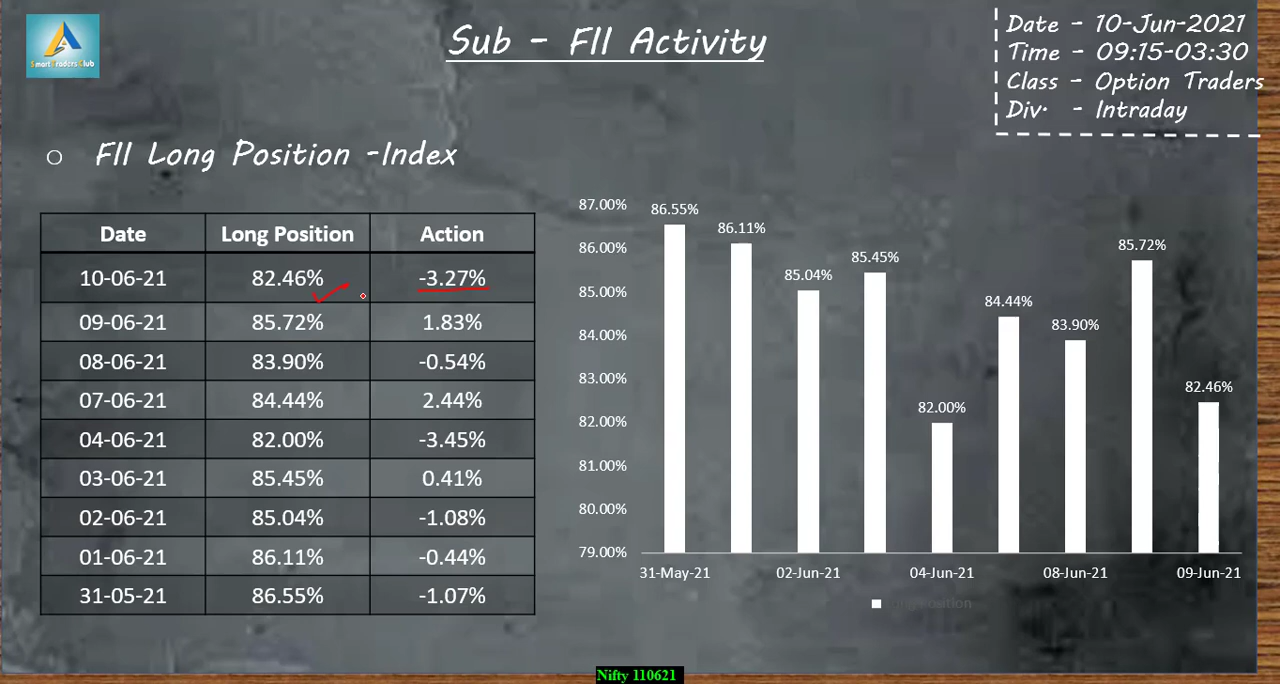 Smart Traders Club
Sub - FII Activity
Date - 10-Jun-2021
Time - 09:15-03:30
Class - Option Traders
Div. - Intraday
FII Long Position -Index
Date Long Position Action
10-06-21 82.46% -3.27%
09-06-21 85.72% 1.83%
08-06-21 83.90% -0.54%
07-06-21 84.44% 2.44%
04-06-21 82.00% -3.45%
03-06-21 85.45% 0.41%
02-06-21 85.04% -1.08%
01-06-21 86.11% -0.44%
31-05-21 86.55% -1.07%
87.00%
86.00%
85.00%
84.00%
83.00%
82.00%
81.00%
80.00%
79.00%
86.55%
86.11%
85.04%
85.45%
82.00%
84.44%
83.90%
85.72%
82.46%
31-May-21 02-Jun-21 04-Jun-21 08-Jun-21 09-Jun-21
Long Position
Nifty 110621